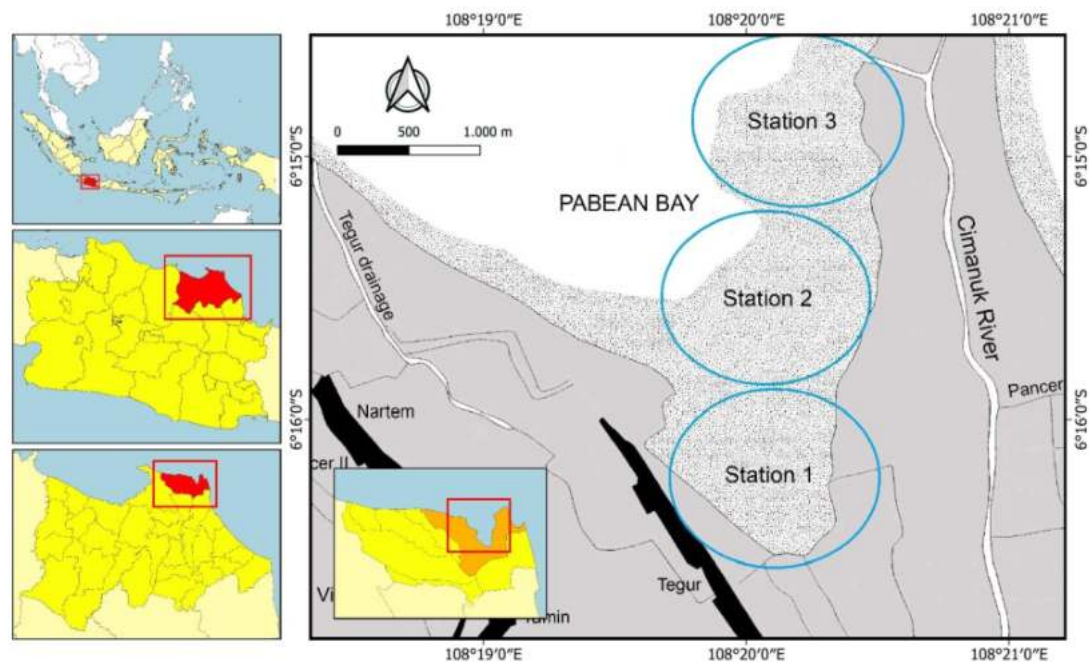 108°19'0"E
108°20'0"E
108°21'0"E
0
500
1.000 m
Station 3
6°15'0"S
6°15'0"S
PABEAN BAY
Tegur drainage
Station 2
Cimanuk River
6°16'0"S
6°16'0"S
Nartem
Pancer
cer II
Station 1
Tegur
108°19'0"E
108°20'0"E
108°21'0"E